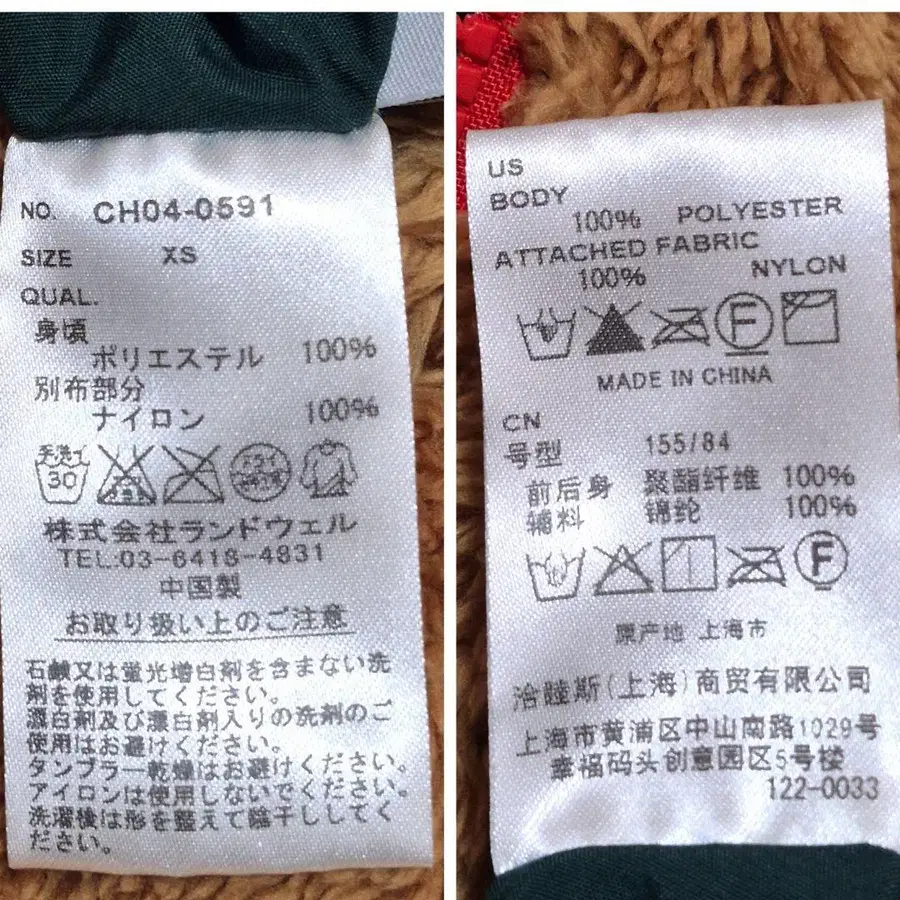 NO. CH04-0591
SIZE XS
QUAL.
身頃
ポリエステル 100%
別布部分
ナイロン 100%
手洗イ
30
ドライ
株式会社ランドウェル
TEL:03-6418-4831
中国製
お取り扱い上のご注意
石鹸又は蛍光増白剤を含まない洗
剤を使用してください。
漂白剤及び漂白剤入りの洗剤のご
使用はお避けください。
タンブラー乾燥はお避けください。
アイロンは使用しないでください。
洗濯後は形を整えて陰干ししてく
ださい。
US
BODY
100% POLYESTER
ATTACHED FABRIC
100% NYLON
F
MADE IN CHINA
CN
号型 155/84
前后身 聚酯纤维 100%
辅料 锦纶 100%
F
原产地 上海市
洽睦斯(上海)商贸有限公司
上海市黄浦区中山南路1029号
幸福码头创意园区5号楼
122-0033